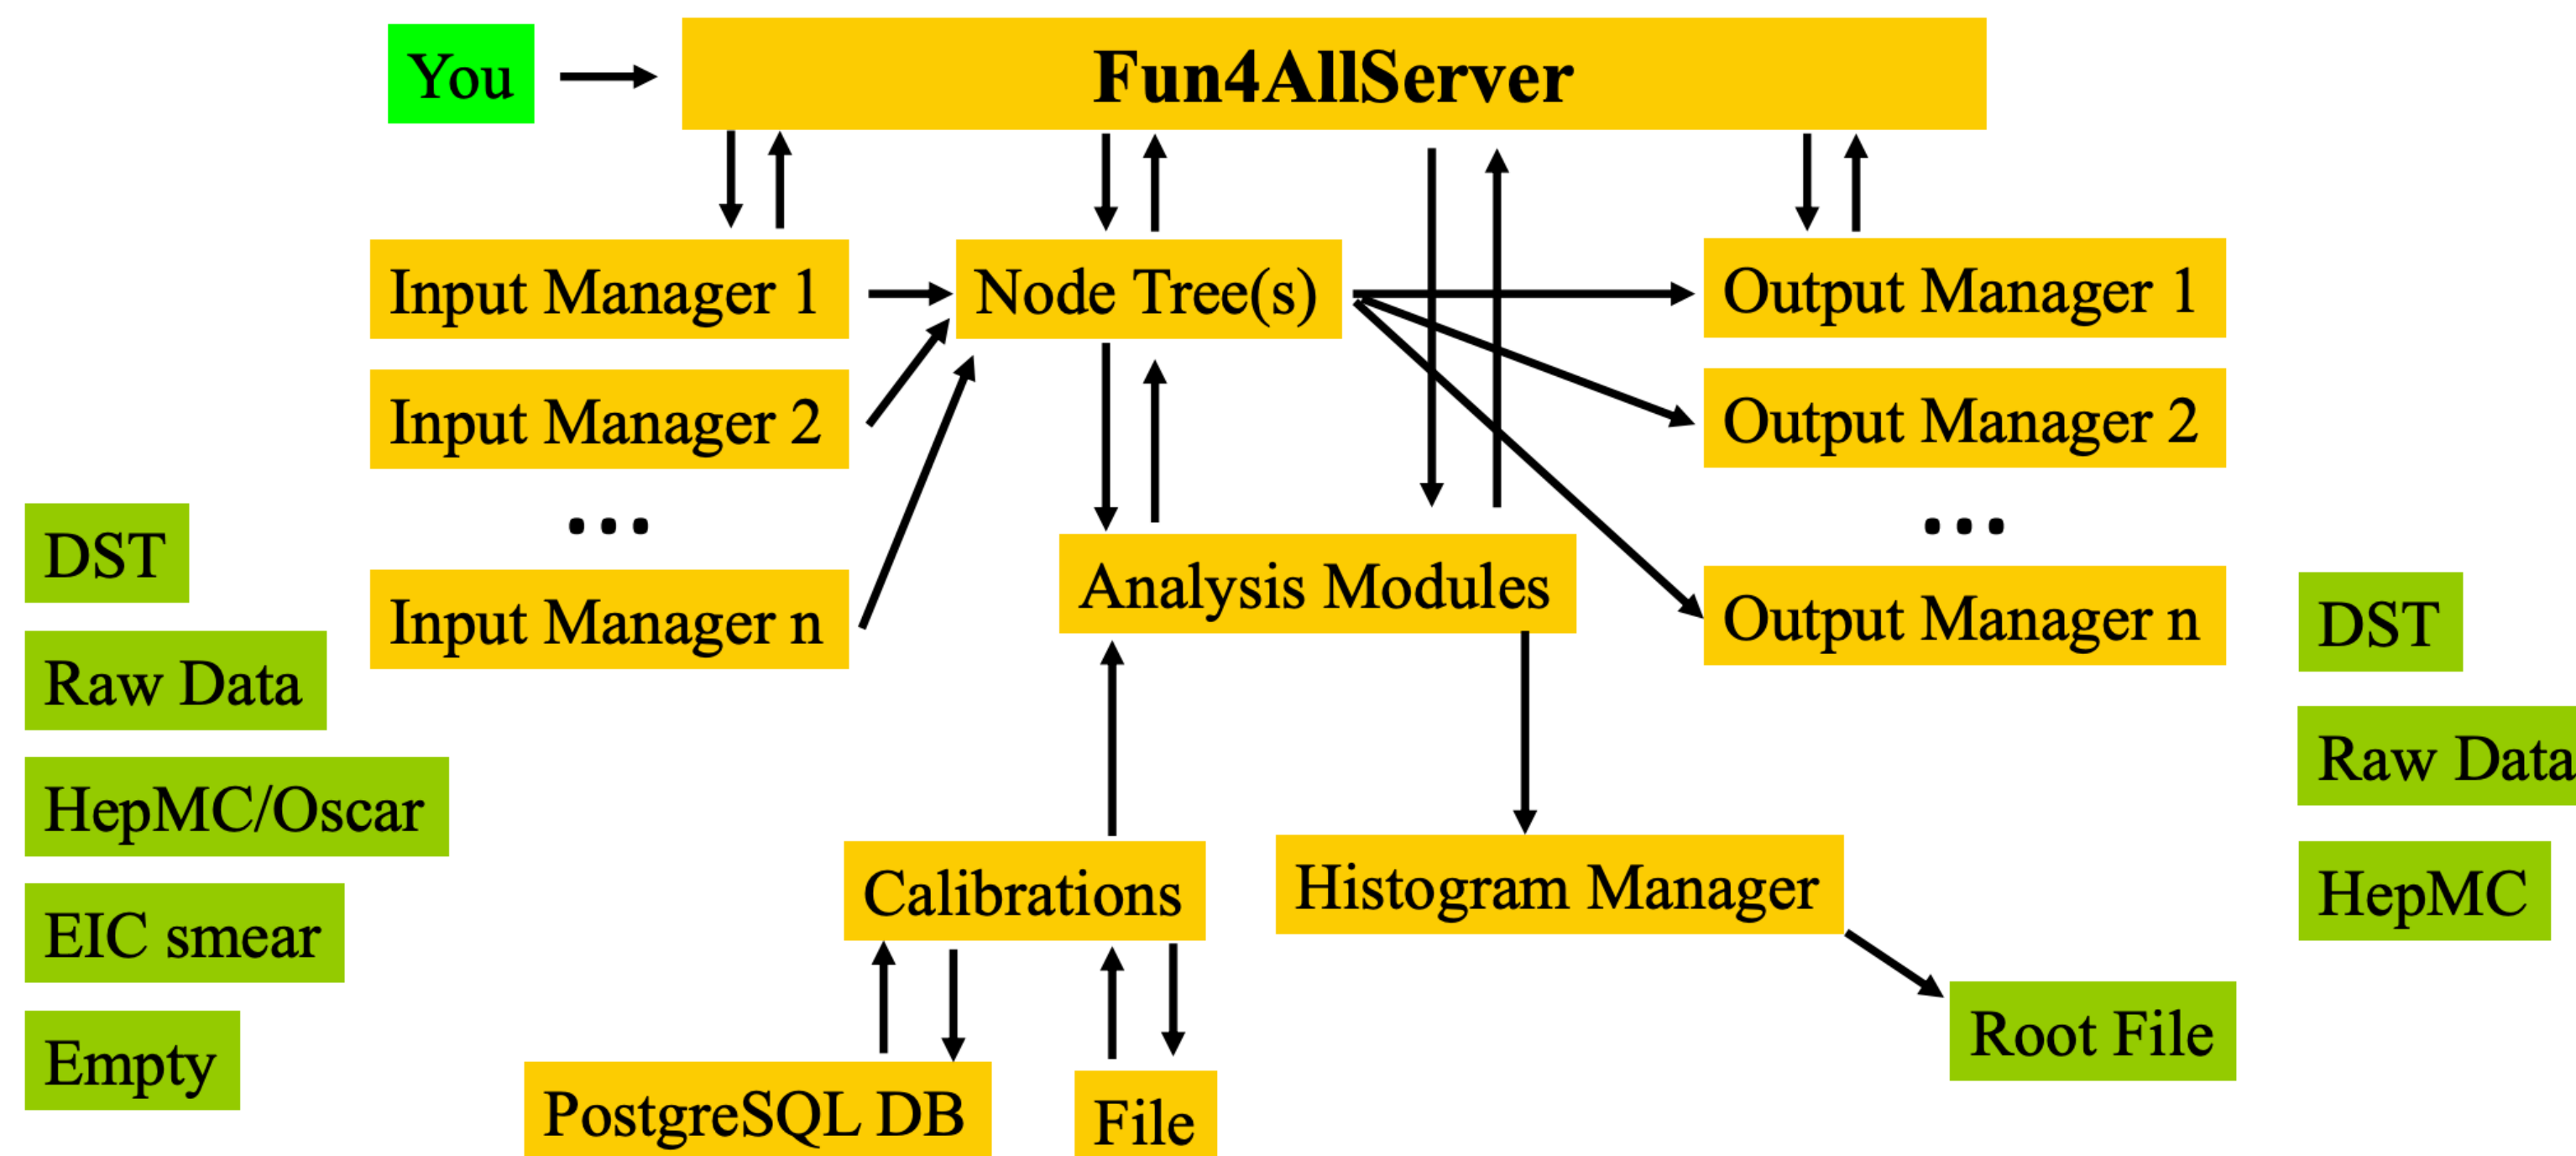 You
Fun4AllServer
Input Manager 1
Node Tree(s)
Output Manager 1
Input Manager 2
Output Manager 2
...
...
DST
Analysis Modules
Input Manager n
Output Manager n
DST
Raw Data
Raw Data
HepMC/Oscar
Calibrations
Histogram Manager
HepMC
EIC smear
Root File
Empty
PostgreSQL DB
File